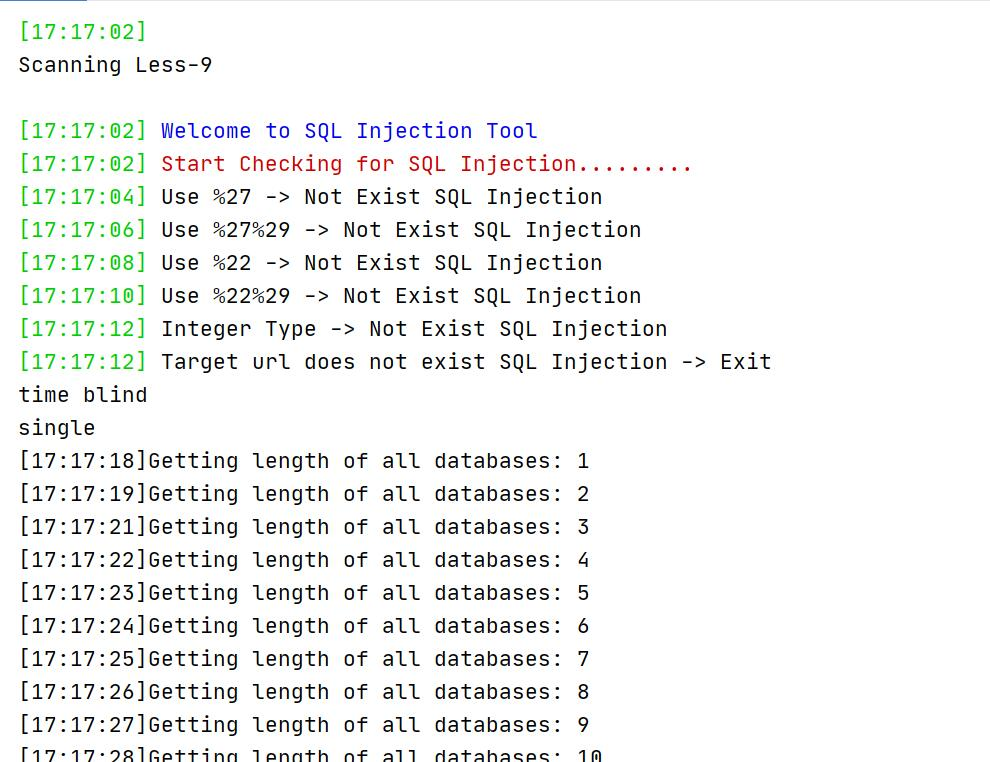 [17:17:02]
Scanning Less-9
[17:17:02] Welcome to SQL Injection Tool
[17:17:02] Start Checking for SQL Injection.........
[17:17:04] Use %27 -> Not Exist SQL Injection
[17:17:06] Use %27%29 -> Not Exist SQL Injection
[17:17:08] Use %22 -> Not Exist SQL Injection
[17:17:10] Use %22%29 -> Not Exist SQL Injection
[17:17:12] Integer Type -> Not Exist SQL Injection
[17:17:12] Target url does not exist SQL Injection -> Exit
time blind
single
[17:17:18]Getting length of all databases: 1
[17:17:19]Getting length of all databases: 2
[17:17:21]Getting length of all databases: 3
[17:17:22]Getting length of all databases: 4
[17:17:23]Getting length of all databases: 5
[17:17:24]Getting length of all databases: 6
[17:17:25]Getting length of all databases: 7
[17:17:26]Getting length of all databases: 8
[17:17:27]Getting length of all databases: 9
[17:17:28]Getting length of all databases: 10